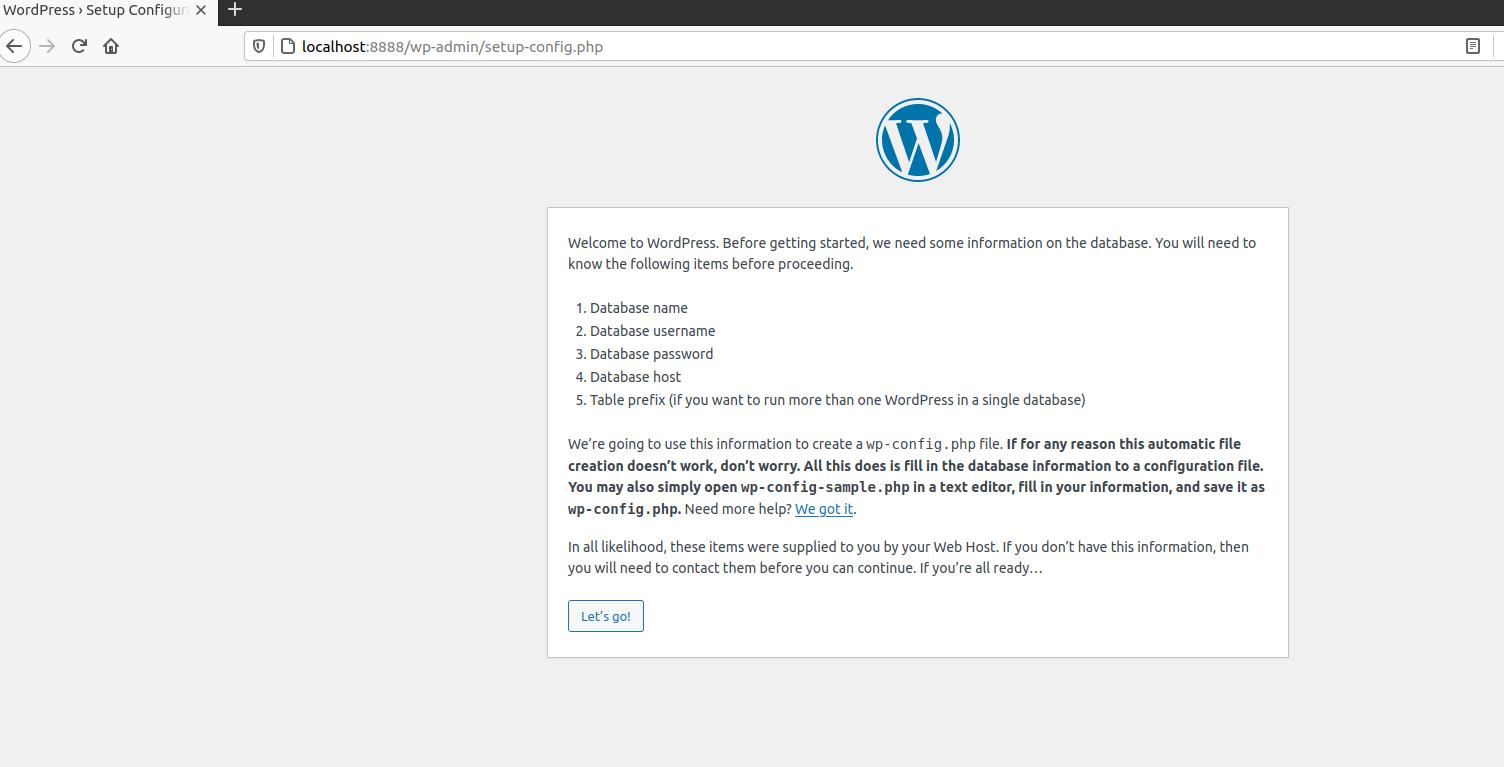 WordPress › Setup Configur
localhost:8888/wp-admin/setup-config.php
Welcome to WordPress. Before getting started, we need some information on the database. You will need to
know the following items before proceeding.
1. Database name
2. Database username
3. Database password
4. Database host
5. Table prefix (if you want to run more than one WordPress in a single database)
We’re going to use this information to create a wp-config.php file. If for any reason this automatic file
creation doesn’t work, don’t worry. All this does is fill in the database information to a configuration file.
You may also simply open wp-config-sample.php in a text editor, fill in your information, and save it as
wp-config.php. Need more help? We got it.
In all likelihood, these items were supplied to you by your Web Host. If you don’t have this information, then
you will need to contact them before you can continue. If you’re all ready…
Let’s go!